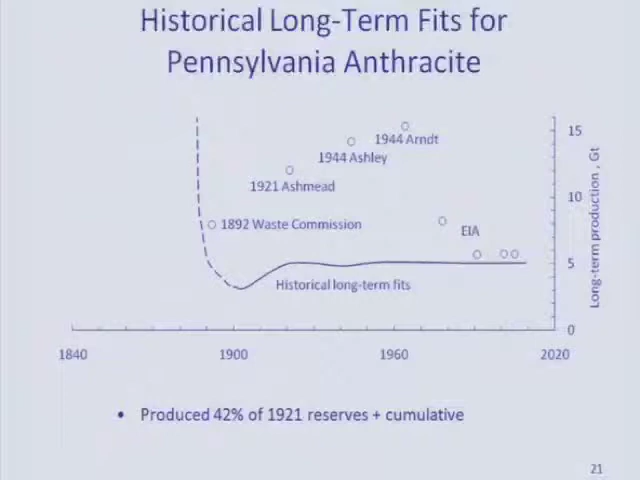 Historical Long-Term Fits for
Pennsylvania Anthracite
15
1944 Arndt
1944 Ashley
10
1921 Ashmead
1892 Waste Commission
EIA
5
Historical long-term fits
0
Long-term production , Gt
1840
1900
1960
2020
• Produced 42% of 1921 reserves + cumulative
21